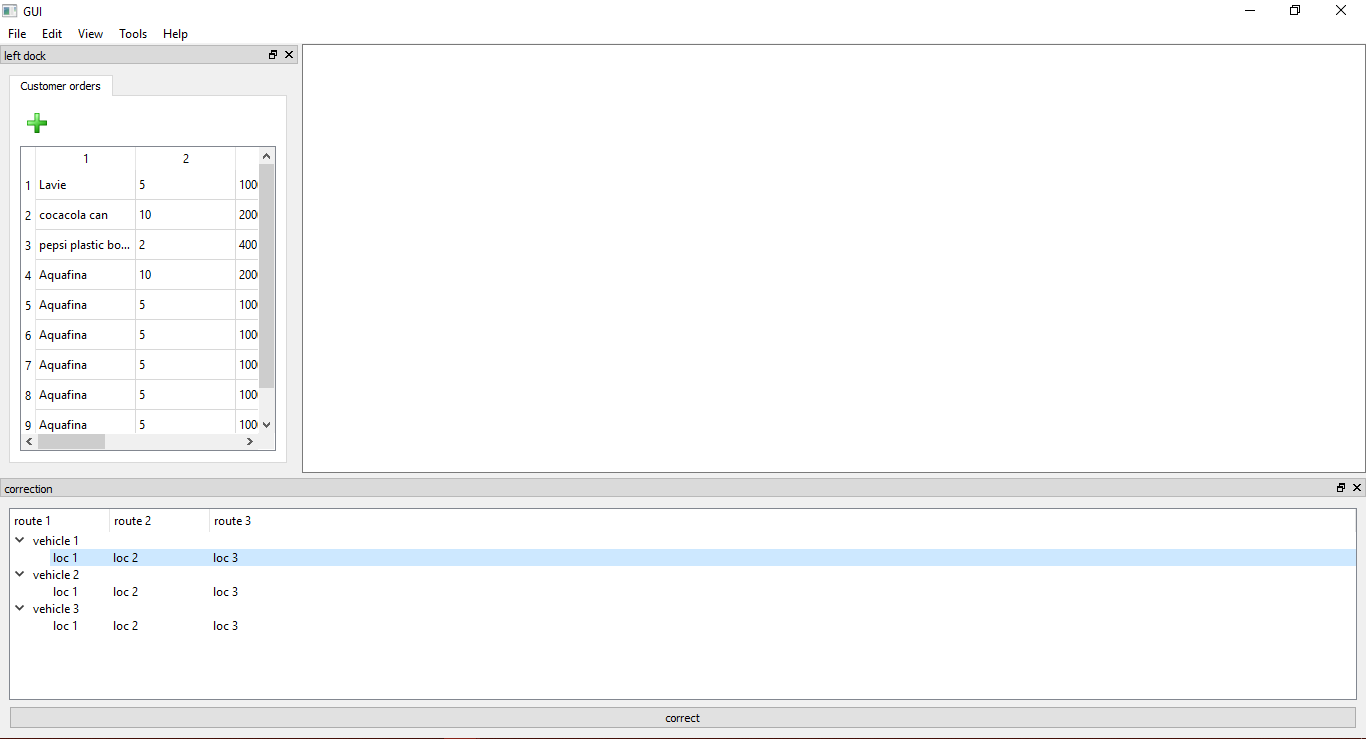 GUI
File Edit View Tools Help
left dock
Customer orders
1 2
1 Lavie 5 100
2 cocacola can 10 200
3 pepsi plastic bo... 2 400
4 Aquafina 10 200
5 Aquafina 5 100
6 Aquafina 5 100
7 Aquafina 5 100
8 Aquafina 5 100
9 Aquafina 5 100
correction
route 1 route 2 route 3
vehicle 1
loc 1 loc 2 loc 3
vehicle 2
loc 1 loc 2 loc 3
vehicle 3
loc 1 loc 2 loc 3
correct